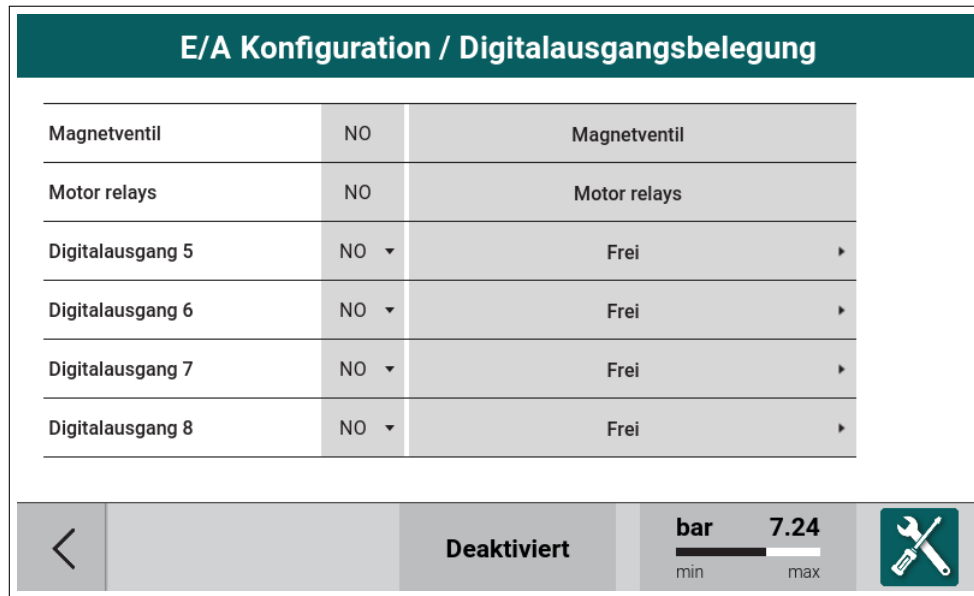 E/A Konfiguration / Digitalausgangsbelegung
Magnetventil NO Magnetventil
Motor relays NO Motor relays
Digitalausgang 5 NO Frei
Digitalausgang 6 NO Frei
Digitalausgang 7 NO Frei
Digitalausgang 8 NO Frei
Deaktiviert bar 7.24
min max